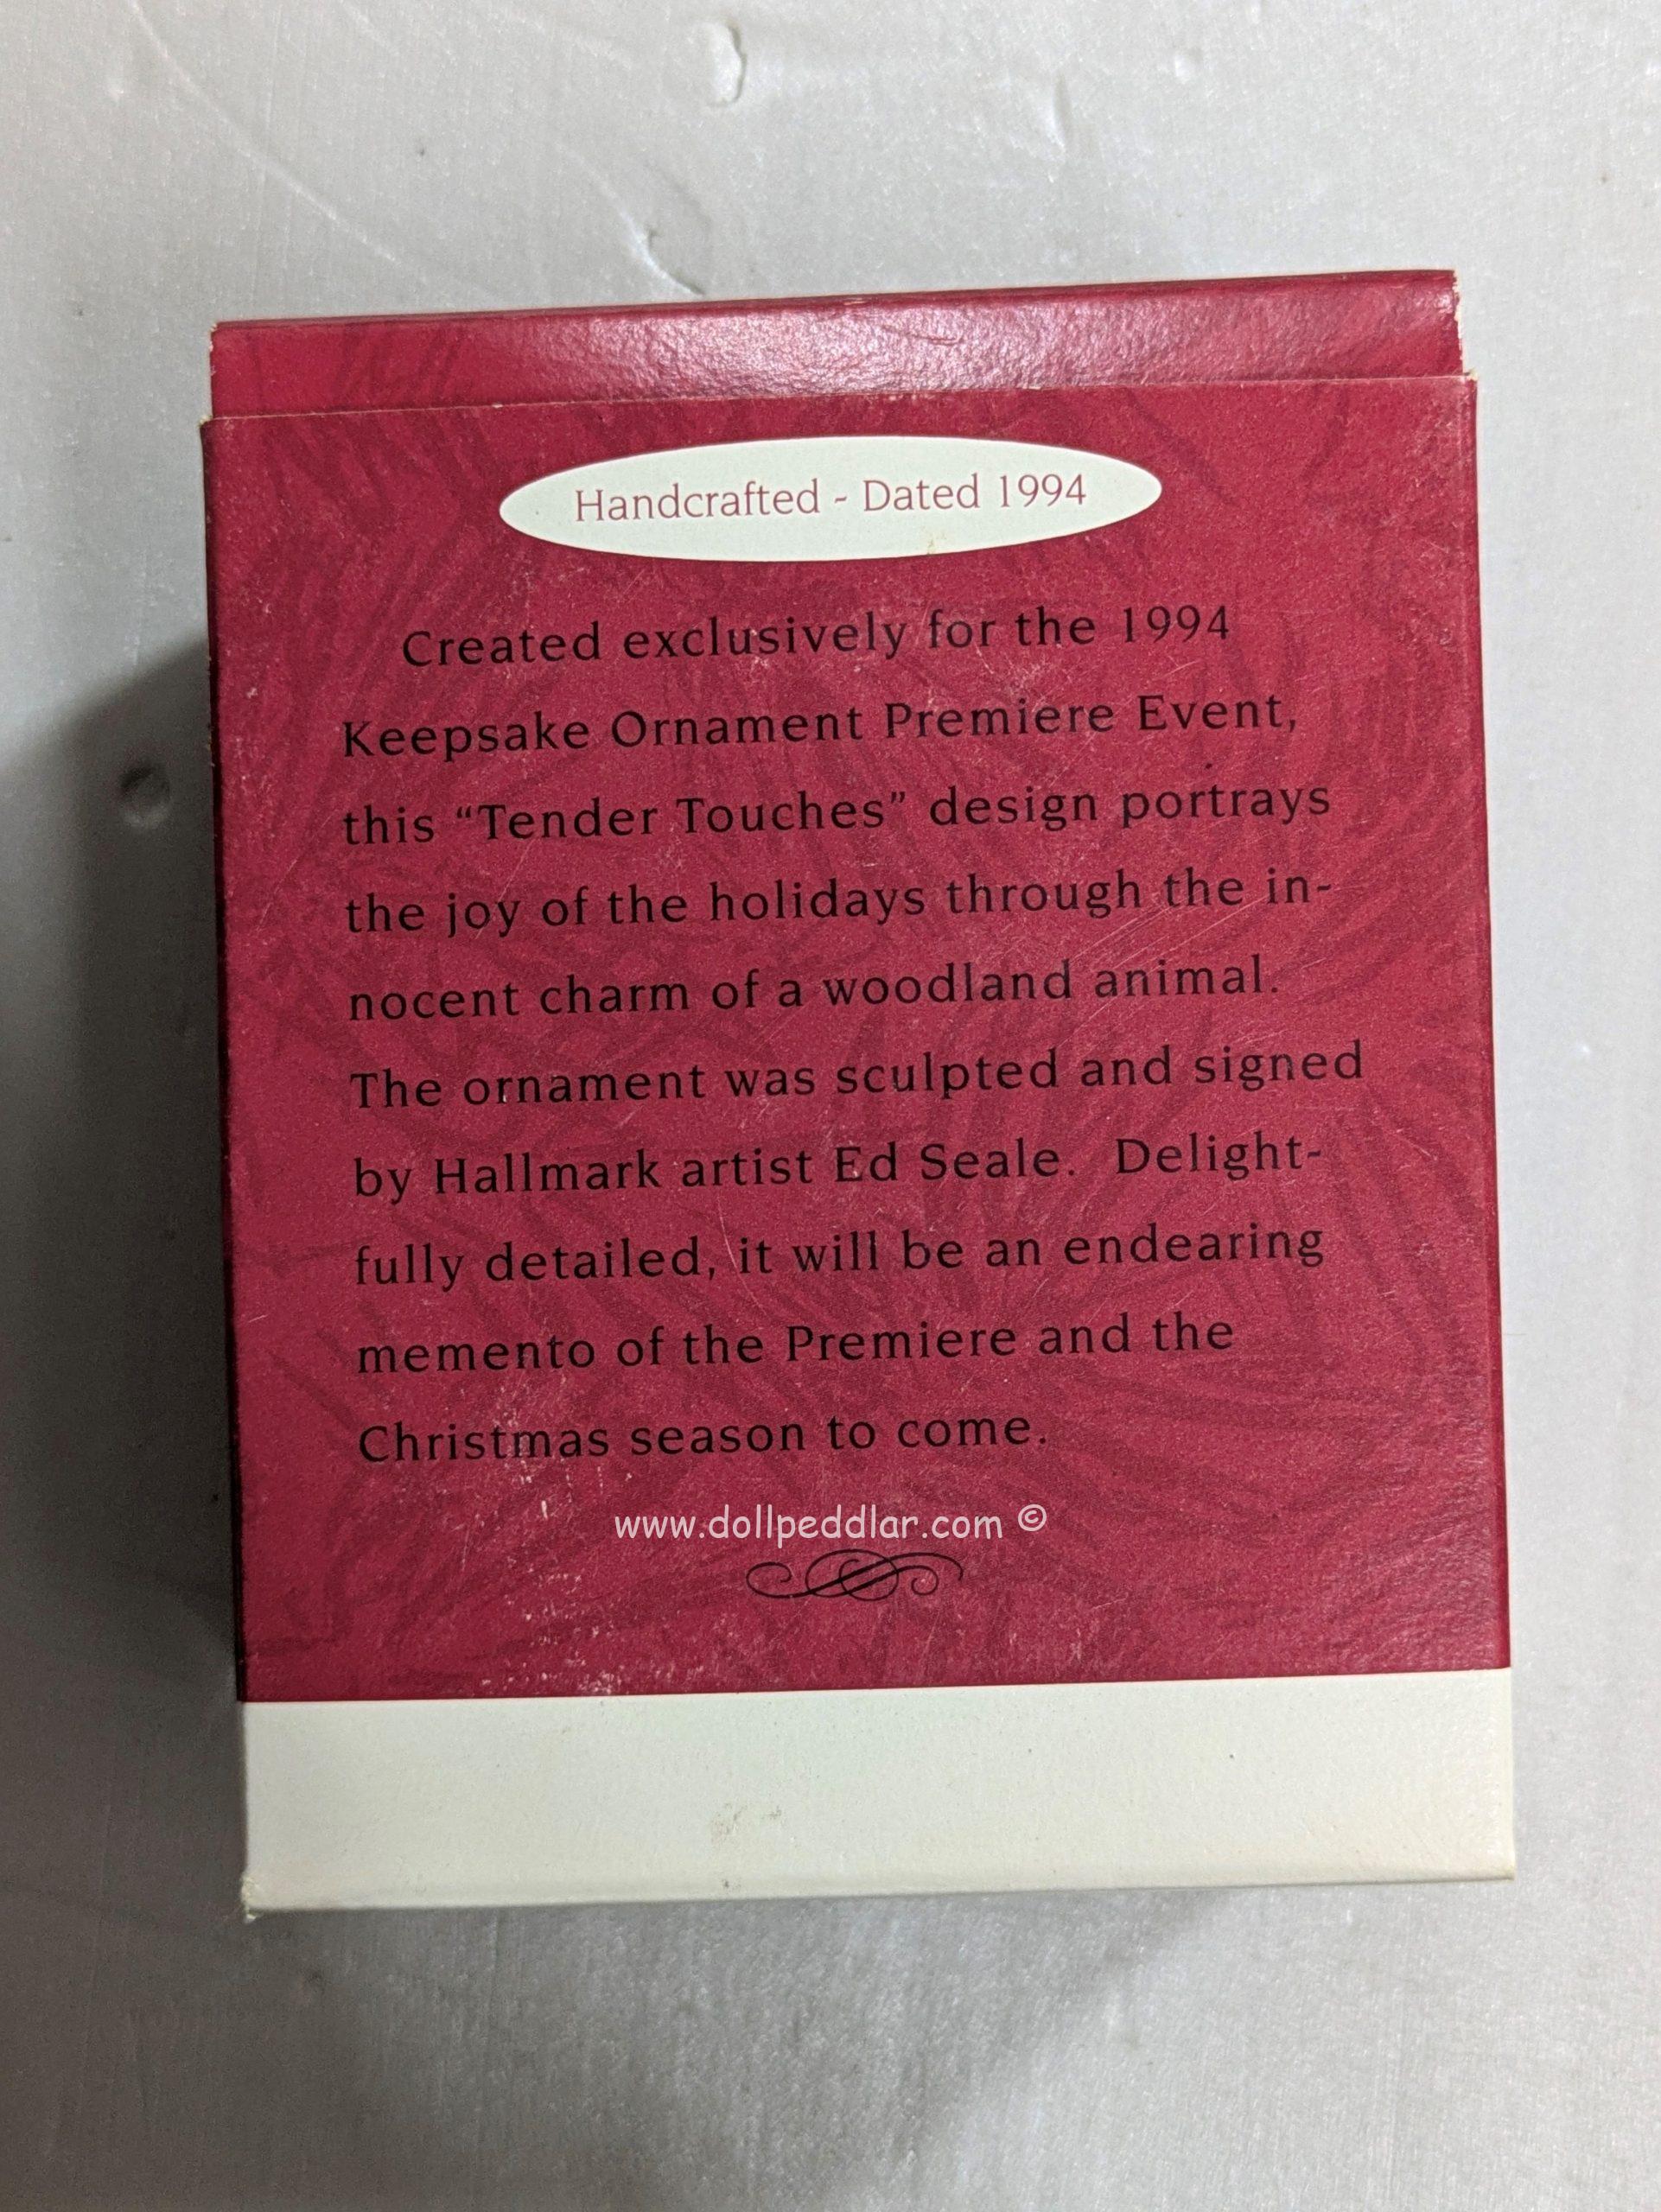 Handcrafted - Dated 1994
Created exclusively for the 1994
Keepsake Ornament Premiere Event,
this “Tender Touches” design portrays
the joy of the holidays through the in-
nocent charm of a woodland animal.
The ornament was sculpted and signed
by Hallmark artist Ed Seale. Delight-
fully detailed, it will be an endearing
memento of the Premiere and the
Christmas season to come.
www.dollpeddlar.com ©